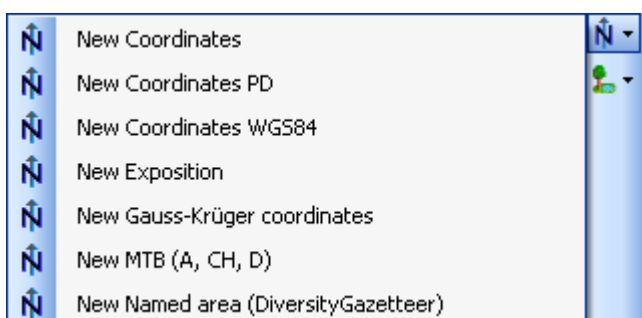 New Coordinates
New Coordinates PD
New Coordinates WGS84
New Exposition
New Gauss-Krüger coordinates
New MTB (A, CH, D)
New Named area (DiversityGazetteer)